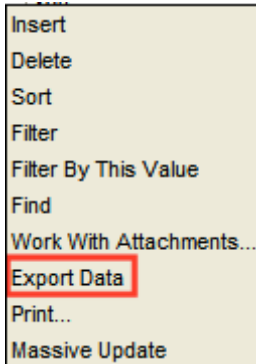 Insert
Delete
Sort
Filter
Filter By This Value
Find
Work With Attachments...
Export Data
Print...
Massive Update